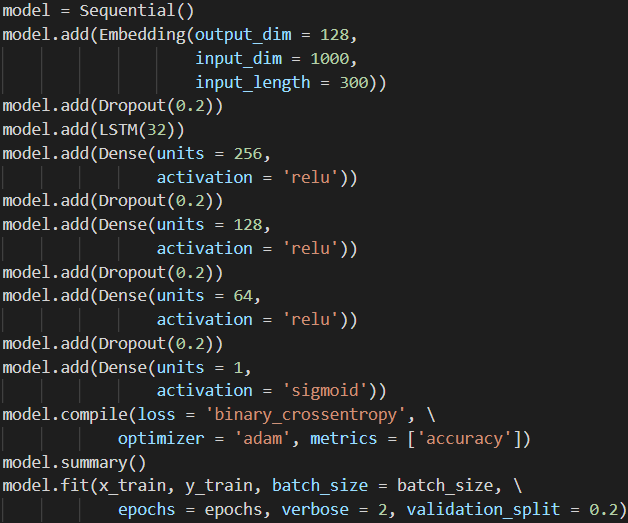 model = Sequential()
model.add(Embedding(output_dim = 128,
                    input_dim = 1000,
                    input_length = 300))
model.add(Dropout(0.2))
model.add(LSTM(32))
model.add(Dense(units = 256,
                activation = 'relu'))
model.add(Dropout(0.2))
model.add(Dense(units = 128,
                activation = 'relu'))
model.add(Dropout(0.2))
model.add(Dense(units = 64,
                activation = 'relu'))
model.add(Dropout(0.2))
model.add(Dense(units = 1,
                activation = 'sigmoid'))
model.compile(loss = 'binary_crossentropy', \
            optimizer = 'adam', metrics = ['accuracy'])
model.summary()
model.fit(x_train, y_train, batch_size = batch_size, \
            epochs = epochs, verbose = 2, validation_split = 0.2)